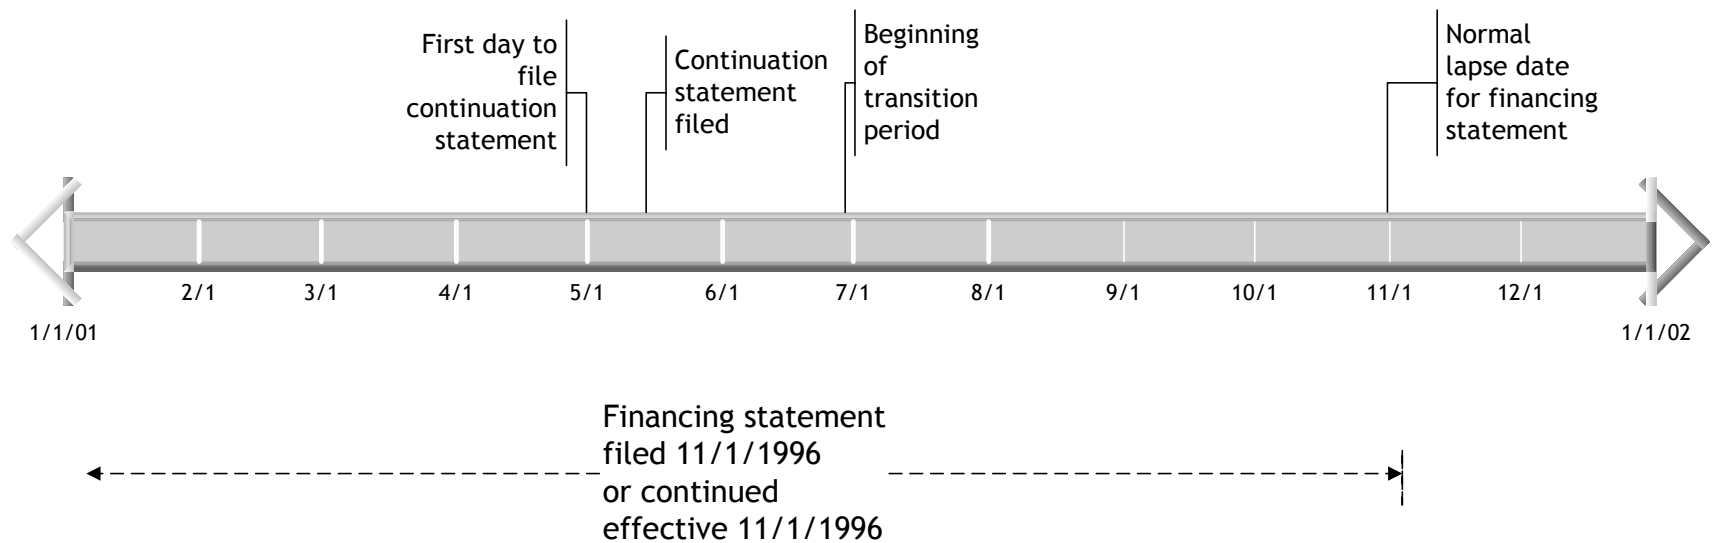 First day to
file
continuation
statement
Continuation
statement
filed
Beginning
of
transition
period
Normal
lapse date
for financing
statement
2/1
3/1
4/1
5/1
6/1
7/1
8/1
9/1
10/1
11/1
12/1
1/1/01
1/1/02
Financing statement
filed 11/1/1996
or continued
effective 11/1/1996